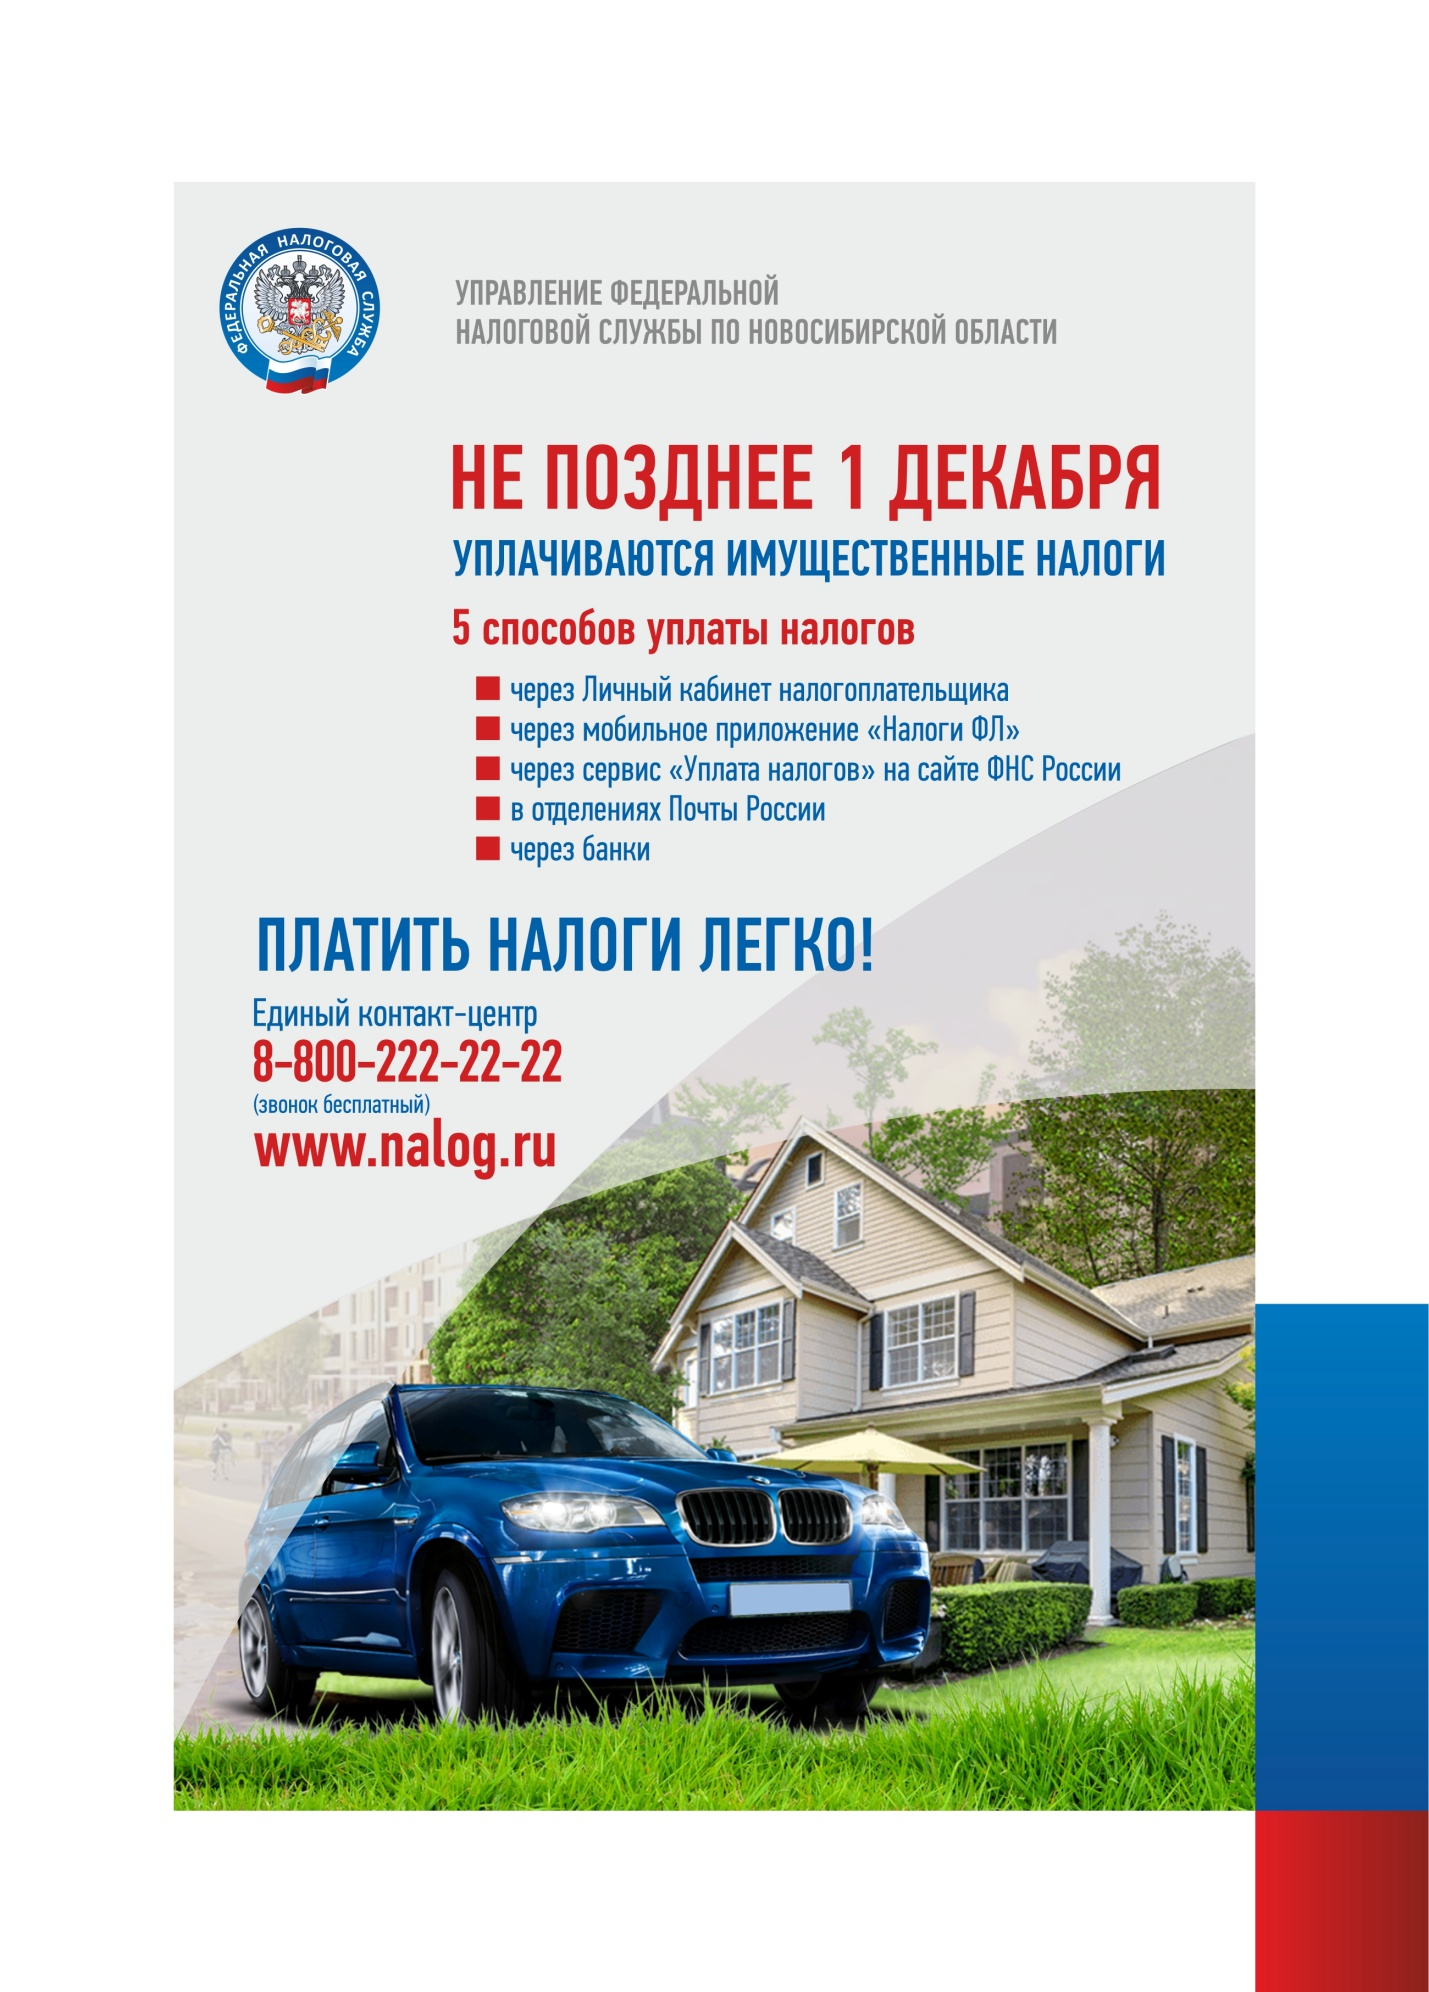 ФЕДЕРАЛЬНАЯ НАЛОГОВАЯ СЛУЖБА
УПРАВЛЕНИЕ ФЕДЕРАЛЬНОЙ
НАЛОГОВОЙ СЛУЖБЫ ПО НОВОСИБИРСКОЙ ОБЛАСТИ
НЕ ПОЗДНЕЕ 1 ДЕКАБРЯ
УПЛАЧИВАЮТСЯ ИМУЩЕСТВЕННЫЕ НАЛОГИ
5 способов уплаты налогов
через Личный кабинет налогоплательщика
через мобильное приложение «Налоги ФЛ»
через сервис «Уплата налогов» на сайте ФНС России
в отделениях Почты России
через банки
ПЛАТИТЬ НАЛОГИ ЛЕГКО!
Единый контакт-центр
8-800-222-22-22
(звонок бесплатный)
www.nalog.ru